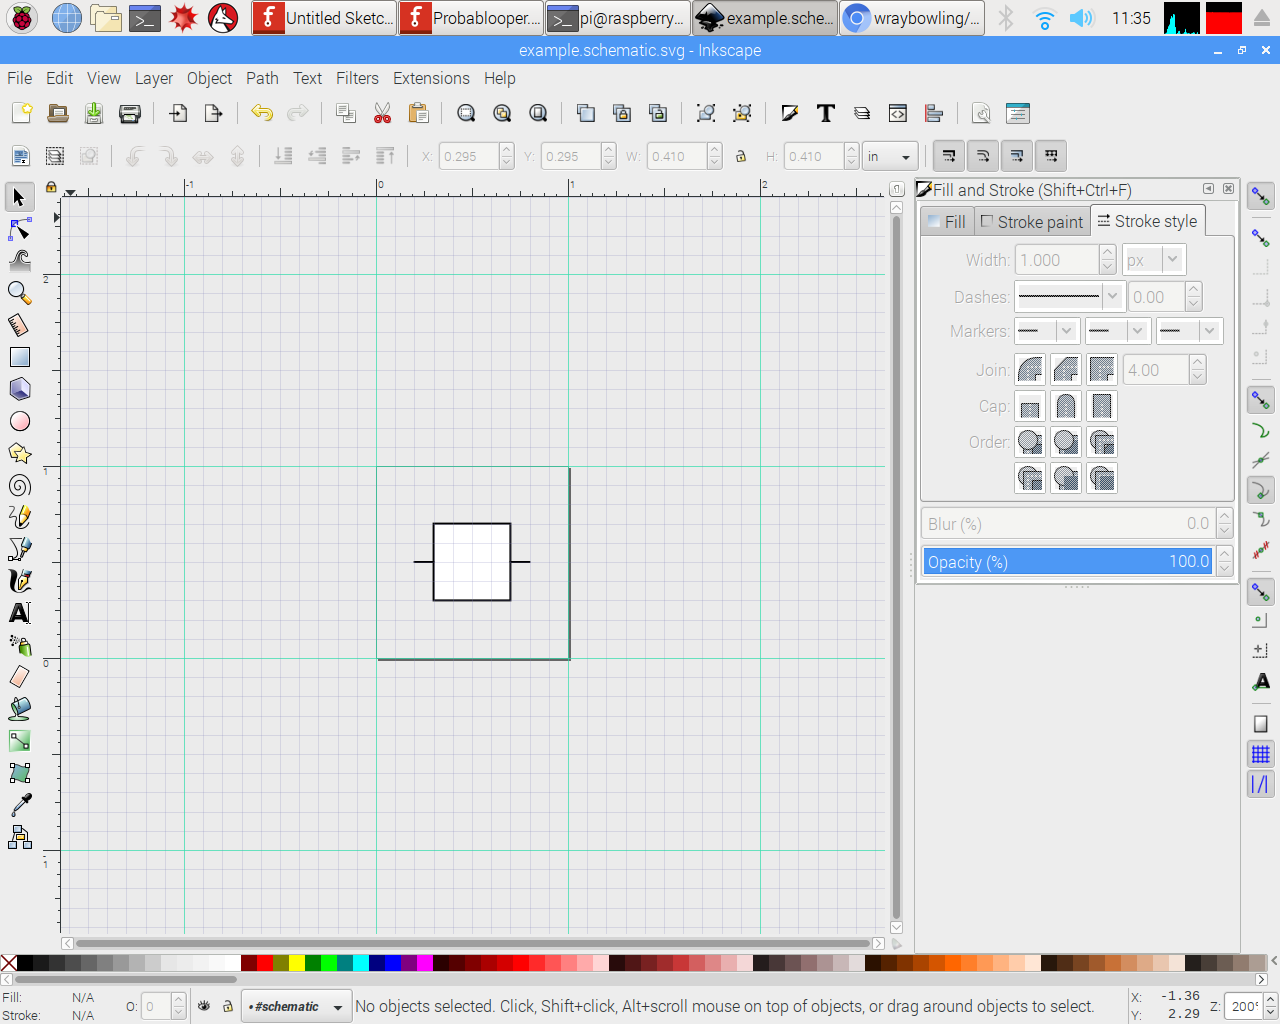 Untitled Sketc...
Probablooper....
pi@raspberry...
example.sche...
wraybowling/...
11:35
example.schematic.svg - Inkscape
File Edit View Layer Object Path Text Filters Extensions Help
X: 0.295 Y: 0.295 W: 0.410 H: 0.410 in
-1 0 1 2
Fill and Stroke (Shift+Ctrl+F)
Fill Stroke paint Stroke style
Width: 1.000 px
Dashes: 0.00
Markers:
Join: 4.00
Cap:
Order:
Blur (%) 0.0
Opacity (%) 100.0
2
1
0
-1
Fill: N/A
Stroke: N/A
O: 0
•#schematic
No objects selected. Click, Shift+click, Alt+scroll mouse on top of objects, or drag around objects to select.
X: -1.36
Y: 2.29
Z: 200